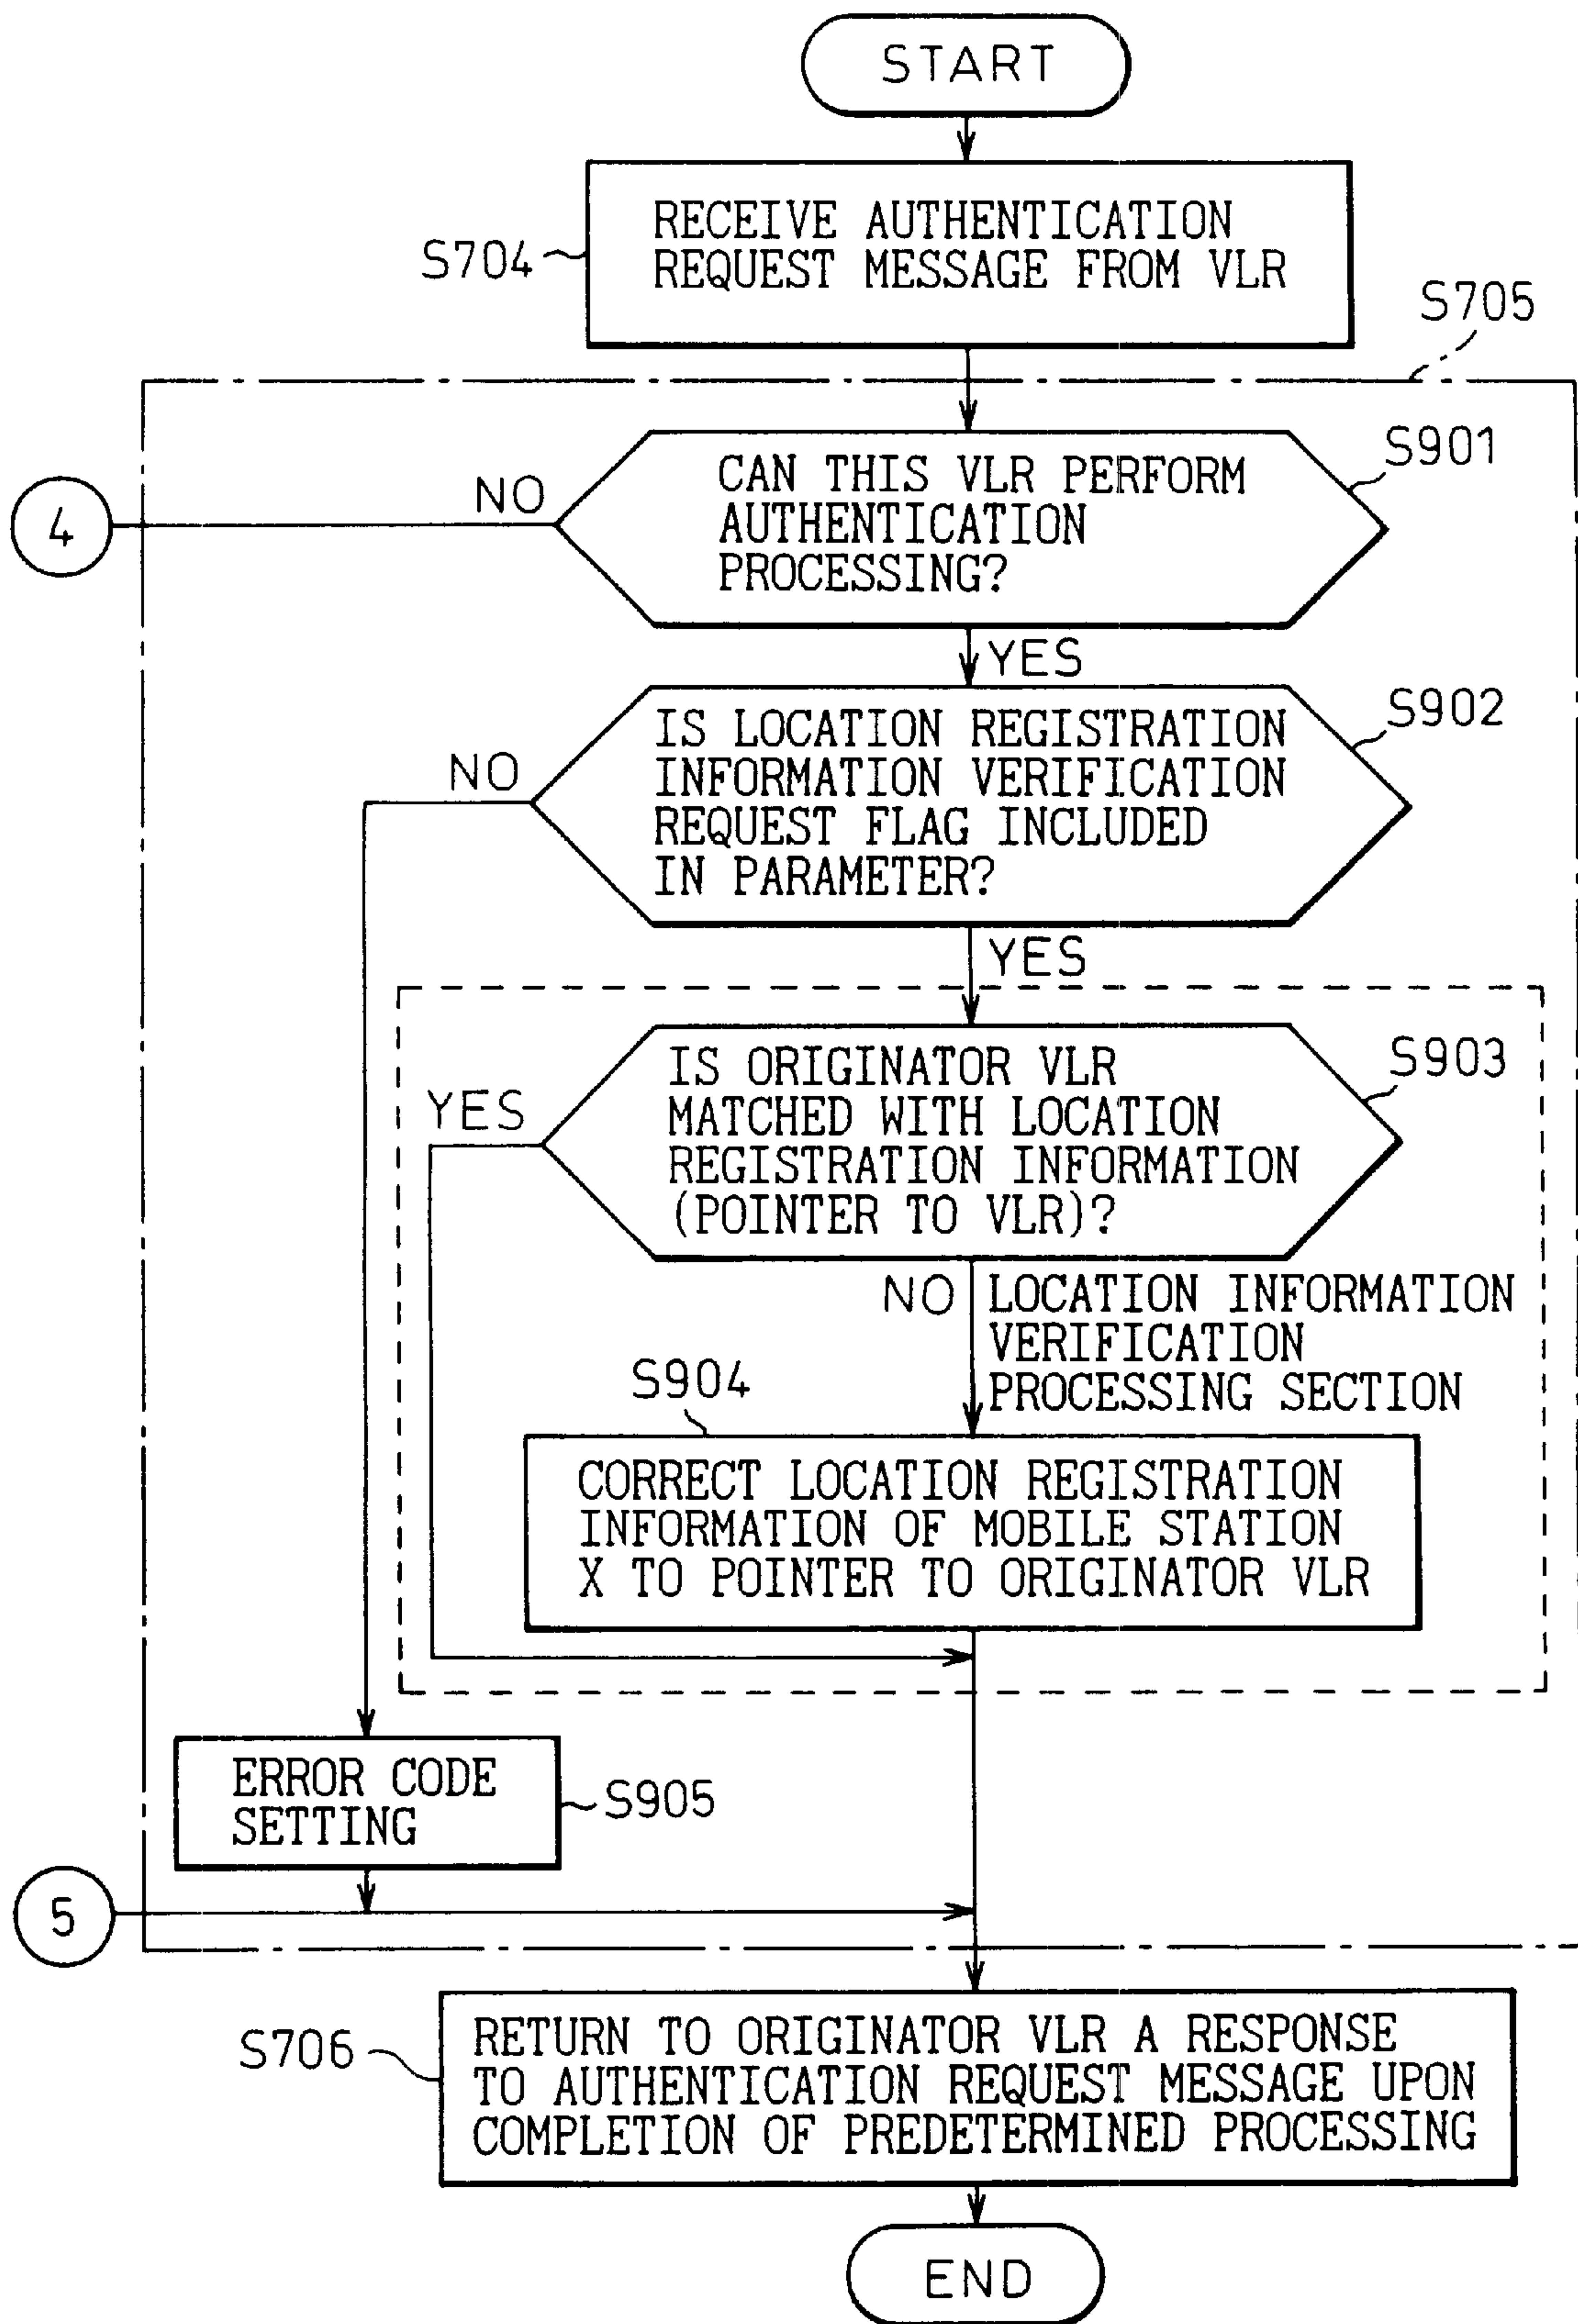 START
RECEIVE AUTHENTICATION
REQUEST MESSAGE FROM VLR
S704
S705
CAN THIS VLR PERFORM
AUTHENTICATION
PROCESSING?
S901
NO
4
YES
IS LOCATION REGISTRATION
INFORMATION VERIFICATION
REQUEST FLAG INCLUDED
IN PARAMETER?
S902
NO
YES
IS ORIGINATOR VLR
MATCHED WITH LOCATION
REGISTRATION INFORMATION
(POINTER TO VLR)?
S903
YES
NO
LOCATION INFORMATION
VERIFICATION
PROCESSING SECTION
S904
CORRECT LOCATION REGISTRATION
INFORMATION OF MOBILE STATION
X TO POINTER TO ORIGINATOR VLR
ERROR CODE
SETTING
S905
5
S706
RETURN TO ORIGINATOR VLR A RESPONSE
TO AUTHENTICATION REQUEST MESSAGE UPON
COMPLETION OF PREDETERMINED PROCESSING
END